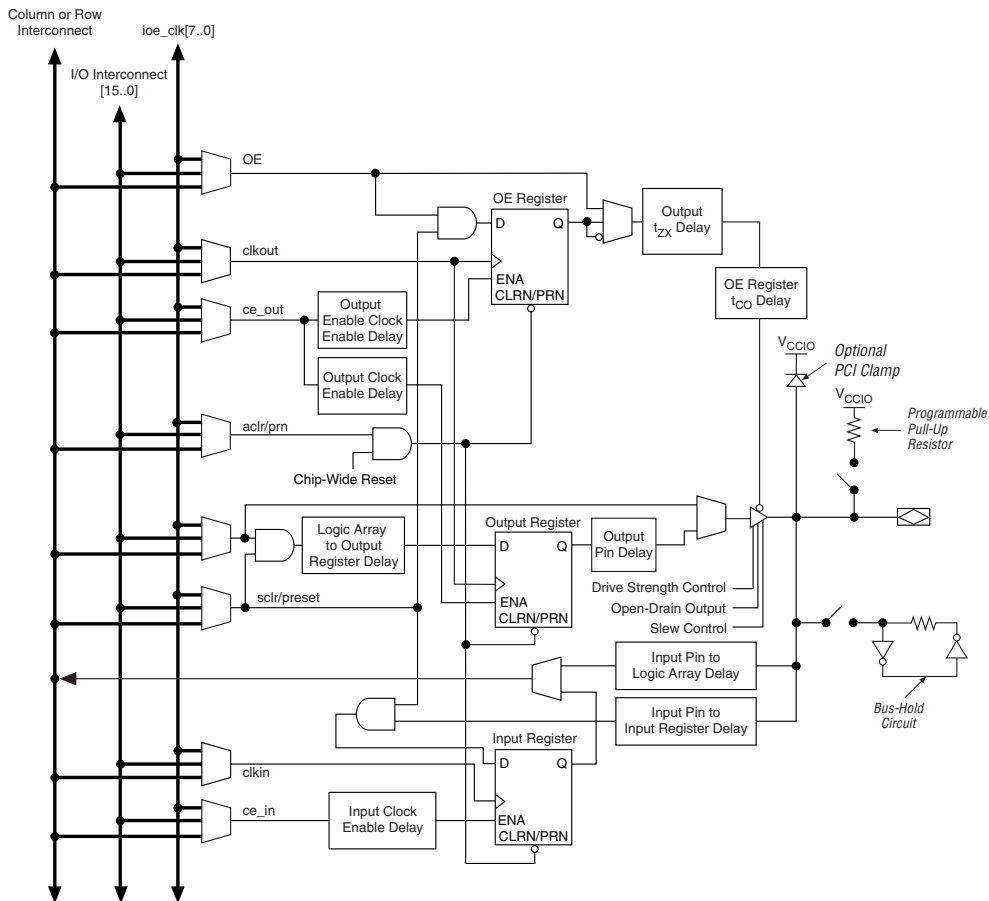 Column or Row
Interconnect
ioe_clk[7..0]
I/O Interconnect
[15..0]
OE
OE Register
D
Q
ENA
CLRN/PRN
Output
tZX Delay
OE Register
tCO Delay
clkout
ce_out
Output
Enable Clock
Enable Delay
Output Clock
Enable Delay
aclr/prn
Chip-Wide Reset
VCCIO
Optional
PCI Clamp
VCCIO
Programmable
Pull-Up
Resistor
Logic Array
to Output
Register Delay
Output Register
D
Q
ENA
CLRN/PRN
Output
Pin Delay
sclr/preset
Drive Strength Control
Open-Drain Output
Slew Control
Input Pin to
Logic Array Delay
Input Pin to
Input Register Delay
Bus-Hold
Circuit
Input Register
D
Q
ENA
CLRN/PRN
clkin
ce_in
Input Clock
Enable Delay